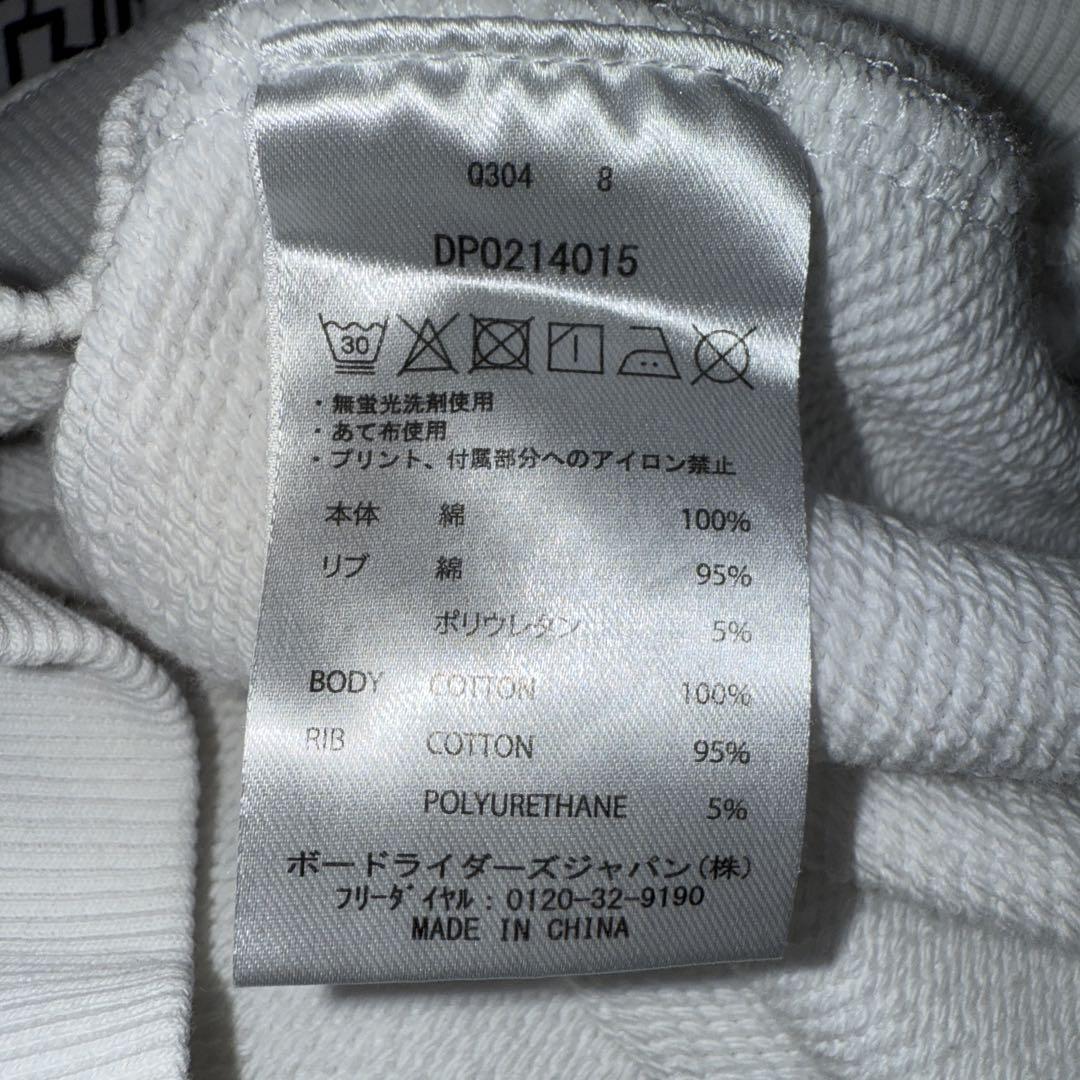 Q304 8
DP0214015
30
・無蛍光洗剤使用
・あて布使用
・プリント、付属部分へのアイロン禁止
本体 綿 100%
リブ 綿 95%
ポリウレタン 5%
BODY COTTON 100%
RIB COTTON 95%
POLYURETHANE 5%
ボードライダーズジャパン(株)
フリーダイヤル:0120-32-9190
MADE IN CHINA